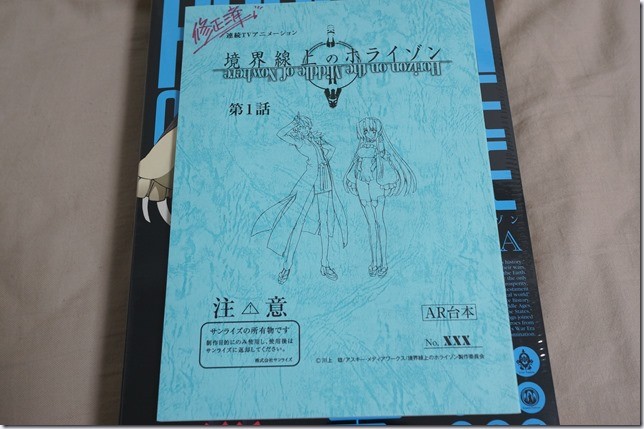 修正
連続TVアニメーション
境界線上のホライゾン
Horizon on the Middle of Nowhere
第1話
注⚠意
サンライズの所有物です
制作目的にのみ使用し、使用後は
サンライズに返却してください。
株式会社サンライズ
AR台本
No. XXX
©川上 稔/アスキー・メディアワークス/境界線上のホライゾン製作委員会
ゾン
A
history.
the Earth
prosperity.